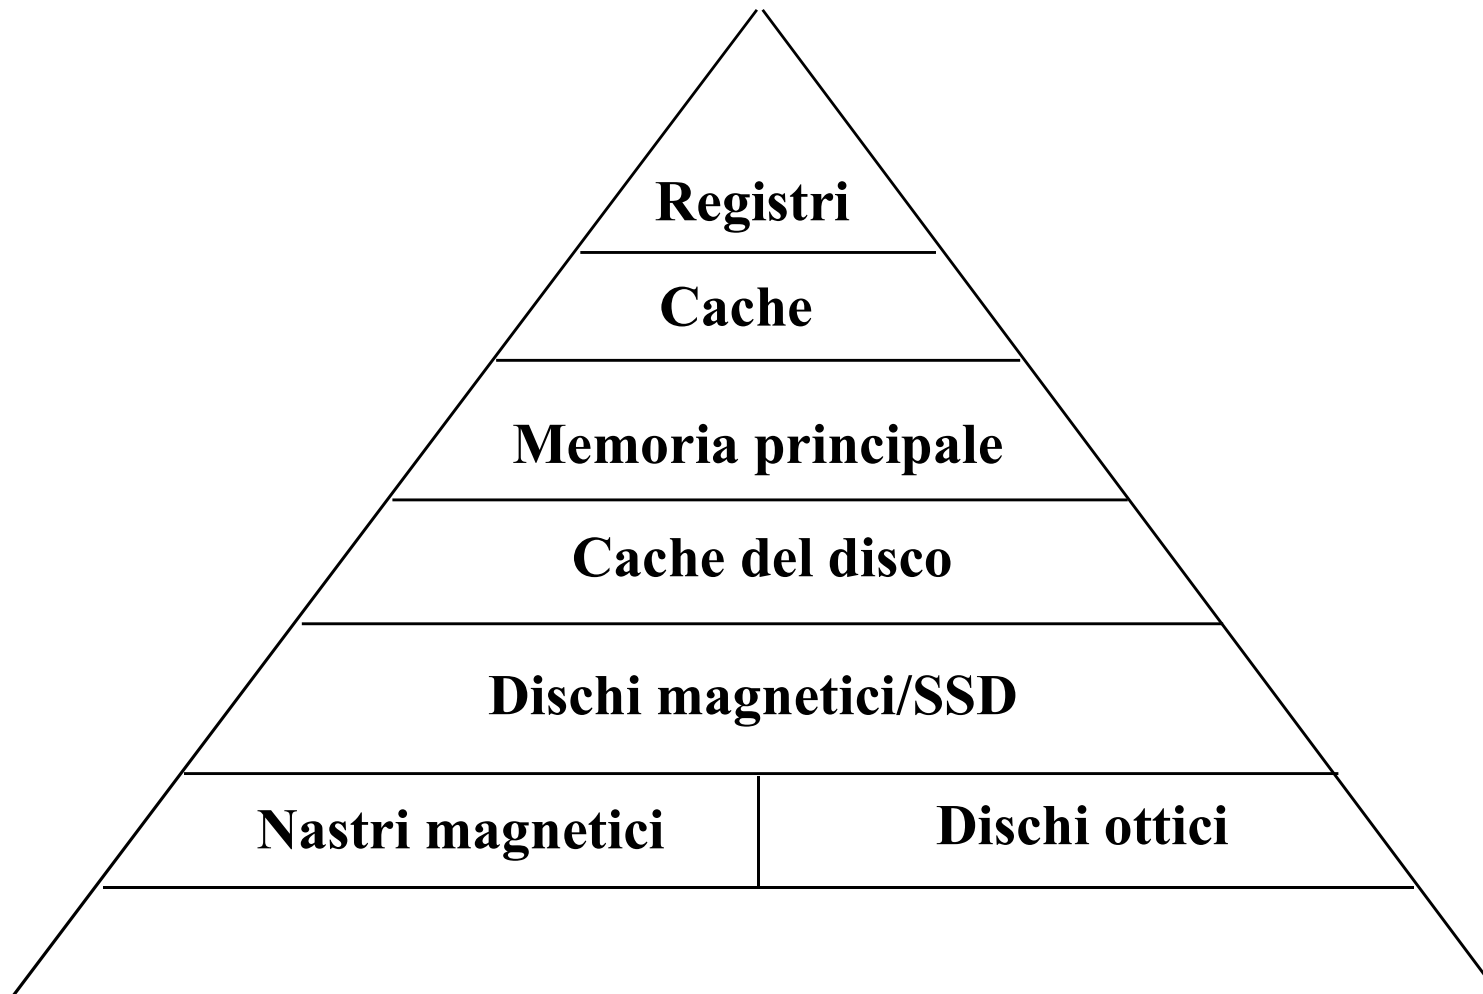 Registri
Cache
Memoria principale
Cache del disco
Dischi magnetici/SSD
Nastri magnetici
Dischi ottici